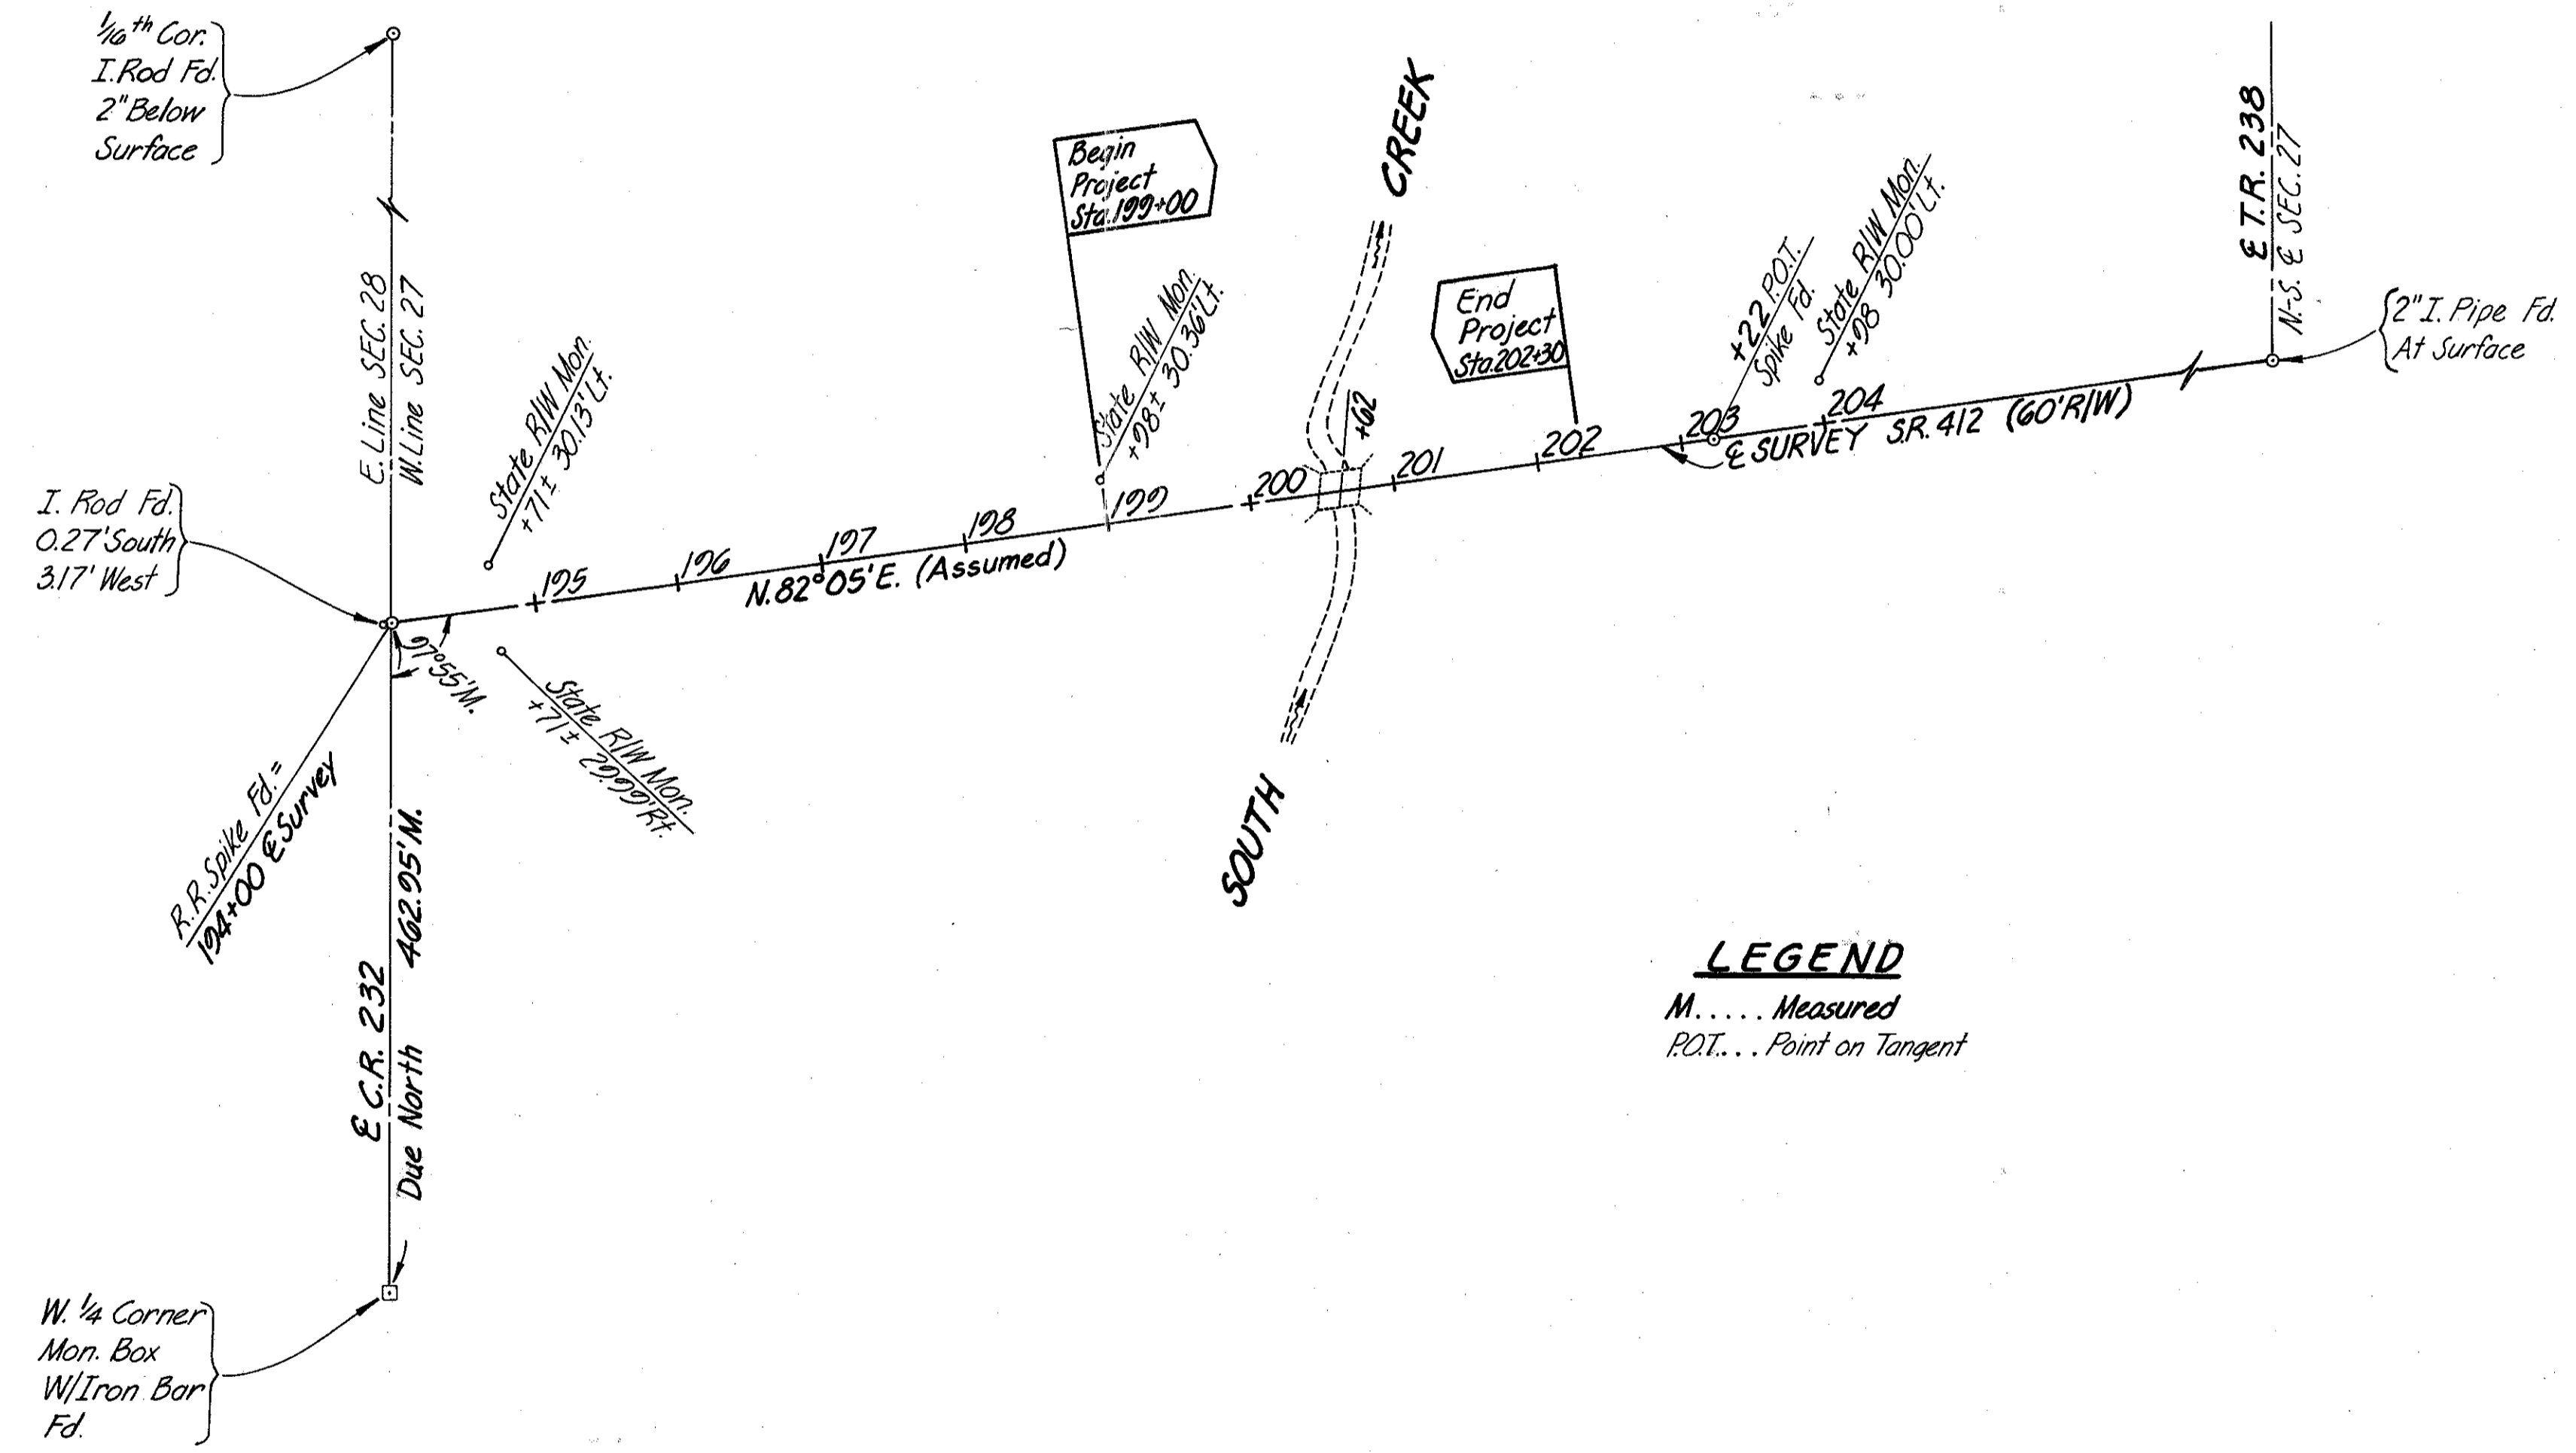 1/16th Cor.
I. Rod Fd.
2" Below
Surface
E. Line SEC. 28
W. Line SEC. 27
I. Rod Fd.
0.27' South
3.17' West
State R/W Mon.
+71± 30.13' Lt.
Begin
Project
Sta. 199+00
State R/W Mon.
+98± 30.36' Lt.
CREEK
End
Project
Sta. 202+30
+62
+22 P.O.T.
Spike Fd.
State R/W Mon.
+98 30.00' Lt.
℄ T.R. 238
N.-S. ℄ SEC. 27
2" I. Pipe Fd.
At Surface
195
196
197
198
199
200
201
202
203
204
N. 82° 05' E. (Assumed)
℄ SURVEY S.R. 412 (60' R/W)
97° 55' M.
State R/W Mon.
+71± 29.66' Rt.
R.R. Spike Fd. =
194+00 ℄ Survey
℄ C.R. 232
Due North 462.95' M.
SOUTH
LEGEND
M..... Measured
P.O.T.... Point on Tangent
W. 1/4 Corner
Mon. Box
W/Iron Bar
Fd.